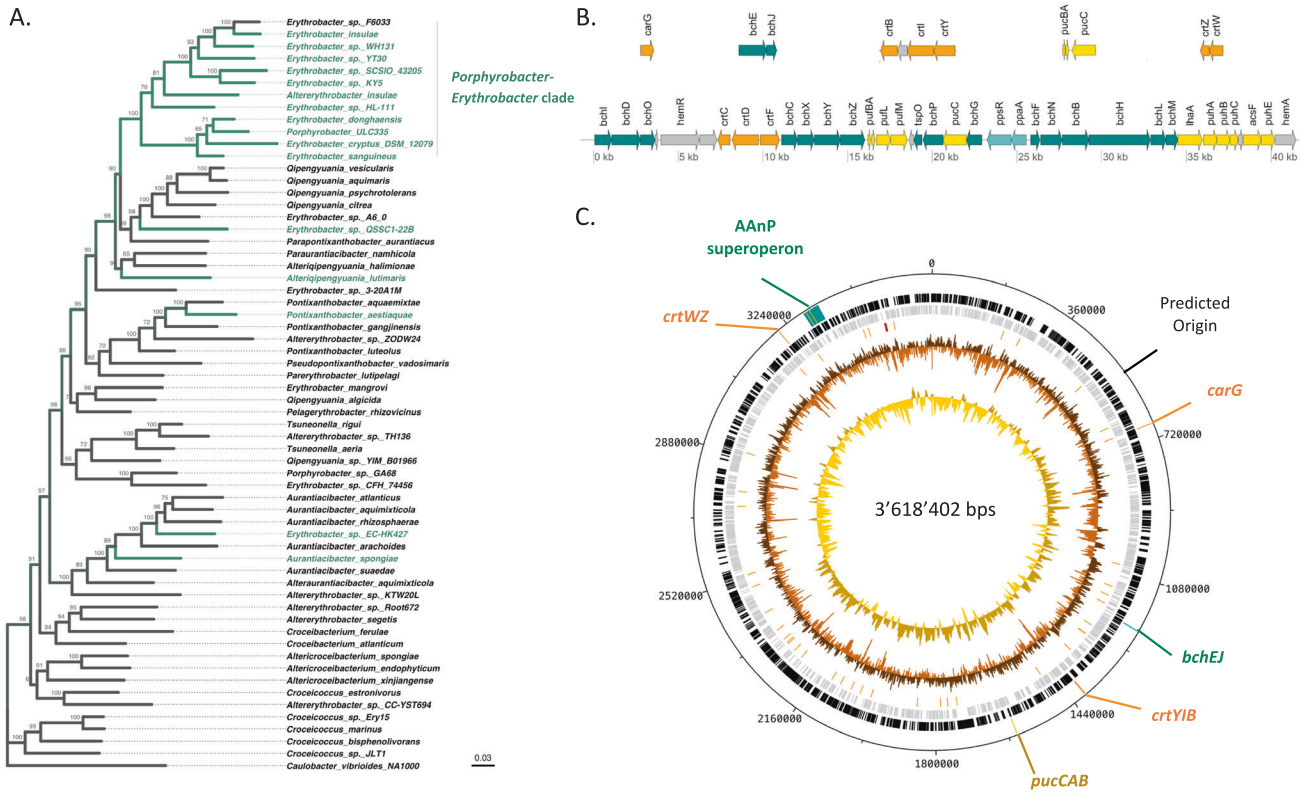 A.
Erythrobacter_sp._F6033
Erythrobacter_insulae
Erythrobacter_sp._WH131
Erythrobacter_sp._YT30
Erythrobacter_sp._SCSIO_43205
Erythrobacter_sp._KY5
Altererythrobacter_insulae
Erythrobacter_sp._HL-111
Erythrobacter_donghaensis
Porphyrobacter_ULC335
Erythrobacter_cryptus_DSM_12079
Erythrobacter_sanguineus
Qipengyuania_vesicularis
Qipengyuania_aquimaris
Qipengyuania_psychrotolerans
Qipengyuania_citrea
Erythrobacter_sp._A6_0
Erythrobacter_sp._QSSC1-22B
Parapontixanthobacter_aurantiacus
Paraurantiacibacter_namhicola
Alteriqipengyuania_halimionae
Alteriqipengyuania_lutimaris
Erythrobacter_sp._3-20A1M
Pontixanthobacter_aquaemixtae
Pontixanthobacter_aestiaquae
Pontixanthobacter_gangjinensis
Altererythrobacter_sp._ZODW24
Pontixanthobacter_luteolus
Pseudopontixanthobacter_vadosimaris
Parerythrobacter_lutipelagi
Erythrobacter_mangrovi
Qipengyuania_algicida
Pelagerythrobacter_rhizovicinus
Tsuneonella_rigui
Altererythrobacter_sp._TH136
Tsuneonella_aeria
Qipengyuania_sp._YIM_B01966
Porphyrobacter_sp._GA68
Erythrobacter_sp._CFH_74456
Aurantiacibacter_atlanticus
Aurantiacibacter_aquimixticola
Aurantiacibacter_rhizosphaerae
Erythrobacter_sp._EC-HK427
Aurantiacibacter_arachoides
Aurantiacibacter_spongiae
Aurantiacibacter_suaedae
Alteraurantiacibacter_aquimixticola
Altererythrobacter_sp._KTW20L
Altererythrobacter_sp._Root672
Altererythrobacter_segetis
Croceibacterium_ferulae
Croceibacterium_atlanticum
Altericroceibacterium_spongiae
Altericroceibacterium_endophyticum
Altericroceibacterium_xinjiangense
Croceicoccus_estronivorus
Altererythrobacter_sp._CC-YST694
Croceicoccus_sp._Ery15
Croceicoccus_marinus
Croceicoccus_bisphenolivorans
Croceicoccus_sp._JLT1
Caulobacter_vibrioides_NA1000
0.03
Porphyrobacter-
Erythrobacter clade
B.
carG bchE bchJ crtB crtI crtY pucBA pucC crtZ crtW
bchI bchD bchO hemR crtC crtD crtF bchC bchX bchY bchZ pufBA pufL pufM tspO bchP pucC bchG ppsR ppaA bchF bchN bchB bchH bchL bchM lhaA puhA puhB puhC acsF puhE hemA
0 kb 5 kb 10 kb 15 kb 20 kb 25 kb 30 kb 35 kb 40 kb
C.
AAnP
superoperon
crtWZ
Predicted
Origin
carG
bchEJ
crtYIB
pucCAB
0
360000
720000
1080000
1440000
1800000
2160000
2520000
2880000
3240000
3’618’402 bps